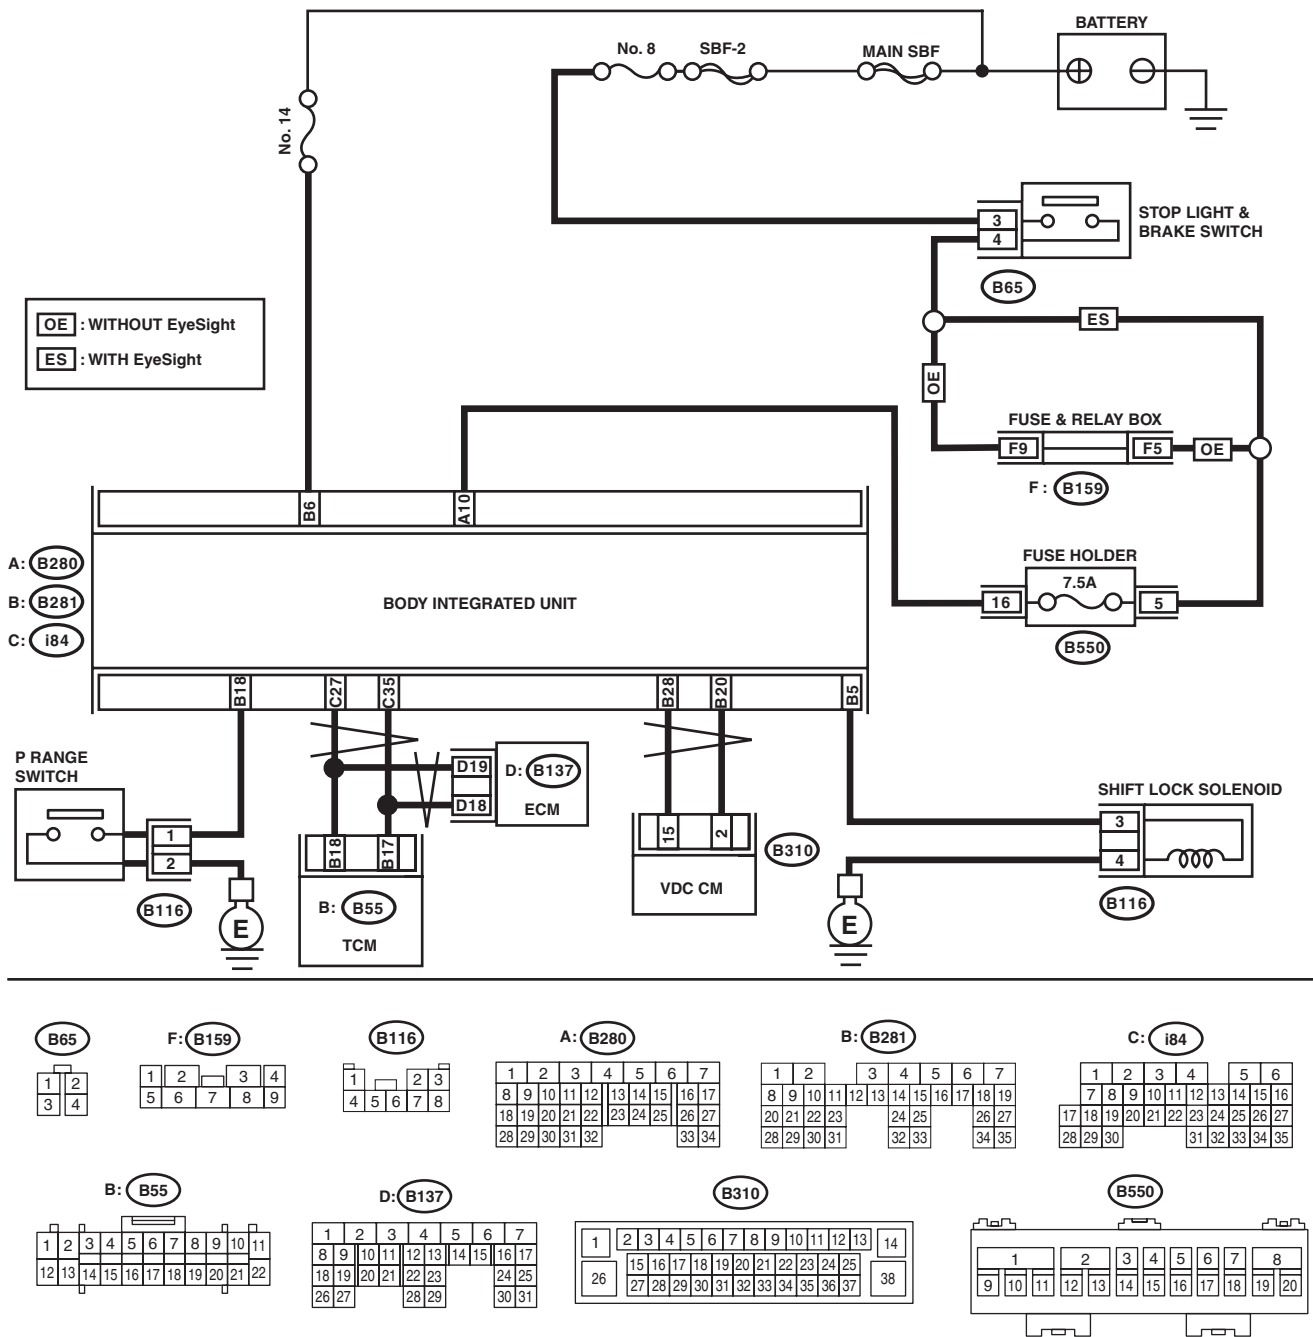 BATTERY
No. 8
SBF-2
MAIN SBF
No. 14
3
4
STOP LIGHT &
BRAKE SWITCH
B65
OE : WITHOUT EyeSight
ES : WITH EyeSight
ES
OE
FUSE & RELAY BOX
F9
F5
OE
F: B159
B6
A10
FUSE HOLDER
7.5A
16
5
B550
A: B280
B: B281
C: i84
BODY INTEGRATED UNIT
B18
C27
C35
B28
B20
B5
P RANGE
SWITCH
1
2
B116
E
D19
D18
D: B137
ECM
B18
B17
B: B55
TCM
15
2
B310
VDC CM
SHIFT LOCK SOLENOID
3
4
B116
E
B65
1 2
3 4
F: B159
1 2 3 4
5 6 7 8 9
B116
1 2 3
4 5 6 7 8
A: B280
1 2 3 4 5 6 7
8 9 10 11 12 13 14 15 16 17
18 19 20 21 22 23 24 25 26 27
28 29 30 31 32 33 34
B: B281
1 2 3 4 5 6 7
8 9 10 11 12 13 14 15 16 17 18 19
20 21 22 23 24 25 26 27
28 29 30 31 32 33 34 35
C: i84
1 2 3 4 5 6
7 8 9 10 11 12 13 14 15 16
17 18 19 20 21 22 23 24 25 26 27
28 29 30 31 32 33 34 35
B: B55
1 2 3 4 5 6 7 8 9 10 11
12 13 14 15 16 17 18 19 20 21 22
D: B137
1 2 3 4 5 6 7
8 9 10 11 12 13 14 15 16 17
18 19 20 21 22 23 24 25
26 27 28 29 30 31
B310
1 2 3 4 5 6 7 8 9 10 11 12 13 14
15 16 17 18 19 20 21 22 23 24 25
26 27 28 29 30 31 32 33 34 35 36 37 38
B550
1 2 3 4 5 6 7 8
9 10 11 12 13 14 15 16 17 18 19 20